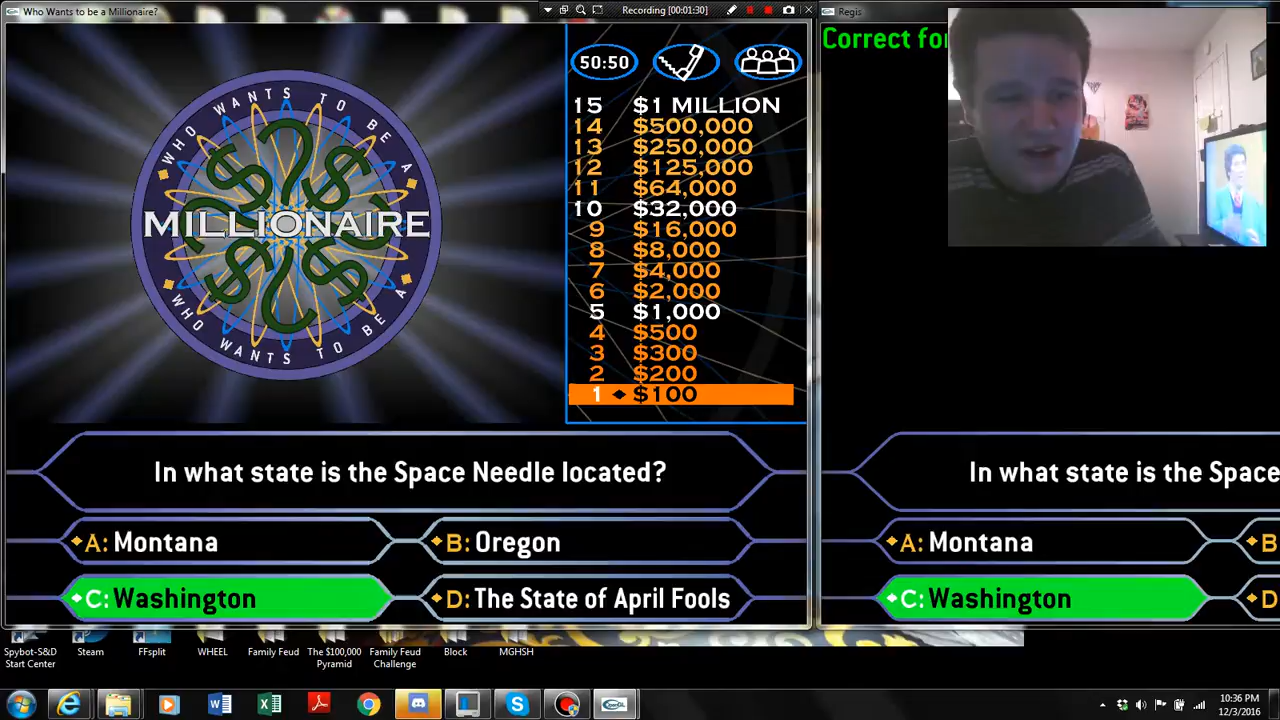 Who Wants to be a Millionaire?
Recording [00:01:30]
Regis
Correct for
WHO WANTS TO BE A
MILLIONAIRE
WHO WANTS TO BE A
50:50
15 $1 MILLION
14 $500,000
13 $250,000
12 $125,000
11 $64,000
10 $32,000
9 $16,000
8 $8,000
7 $4,000
6 $2,000
5 $1,000
4 $500
3 $300
2 $200
1 $100
In what state is the Space Needle located?
A: Montana
B: Oregon
C: Washington
D: The State of April Fools
In what state is the Space
A: Montana
B
C: Washington
D
Spybot-S&D
Start Center
Steam
FFsplit
WHEEL
Family Feud
The $100,000
Pyramid
Family Feud
Challenge
Block
MGHSH
10:36 PM
12/3/2016